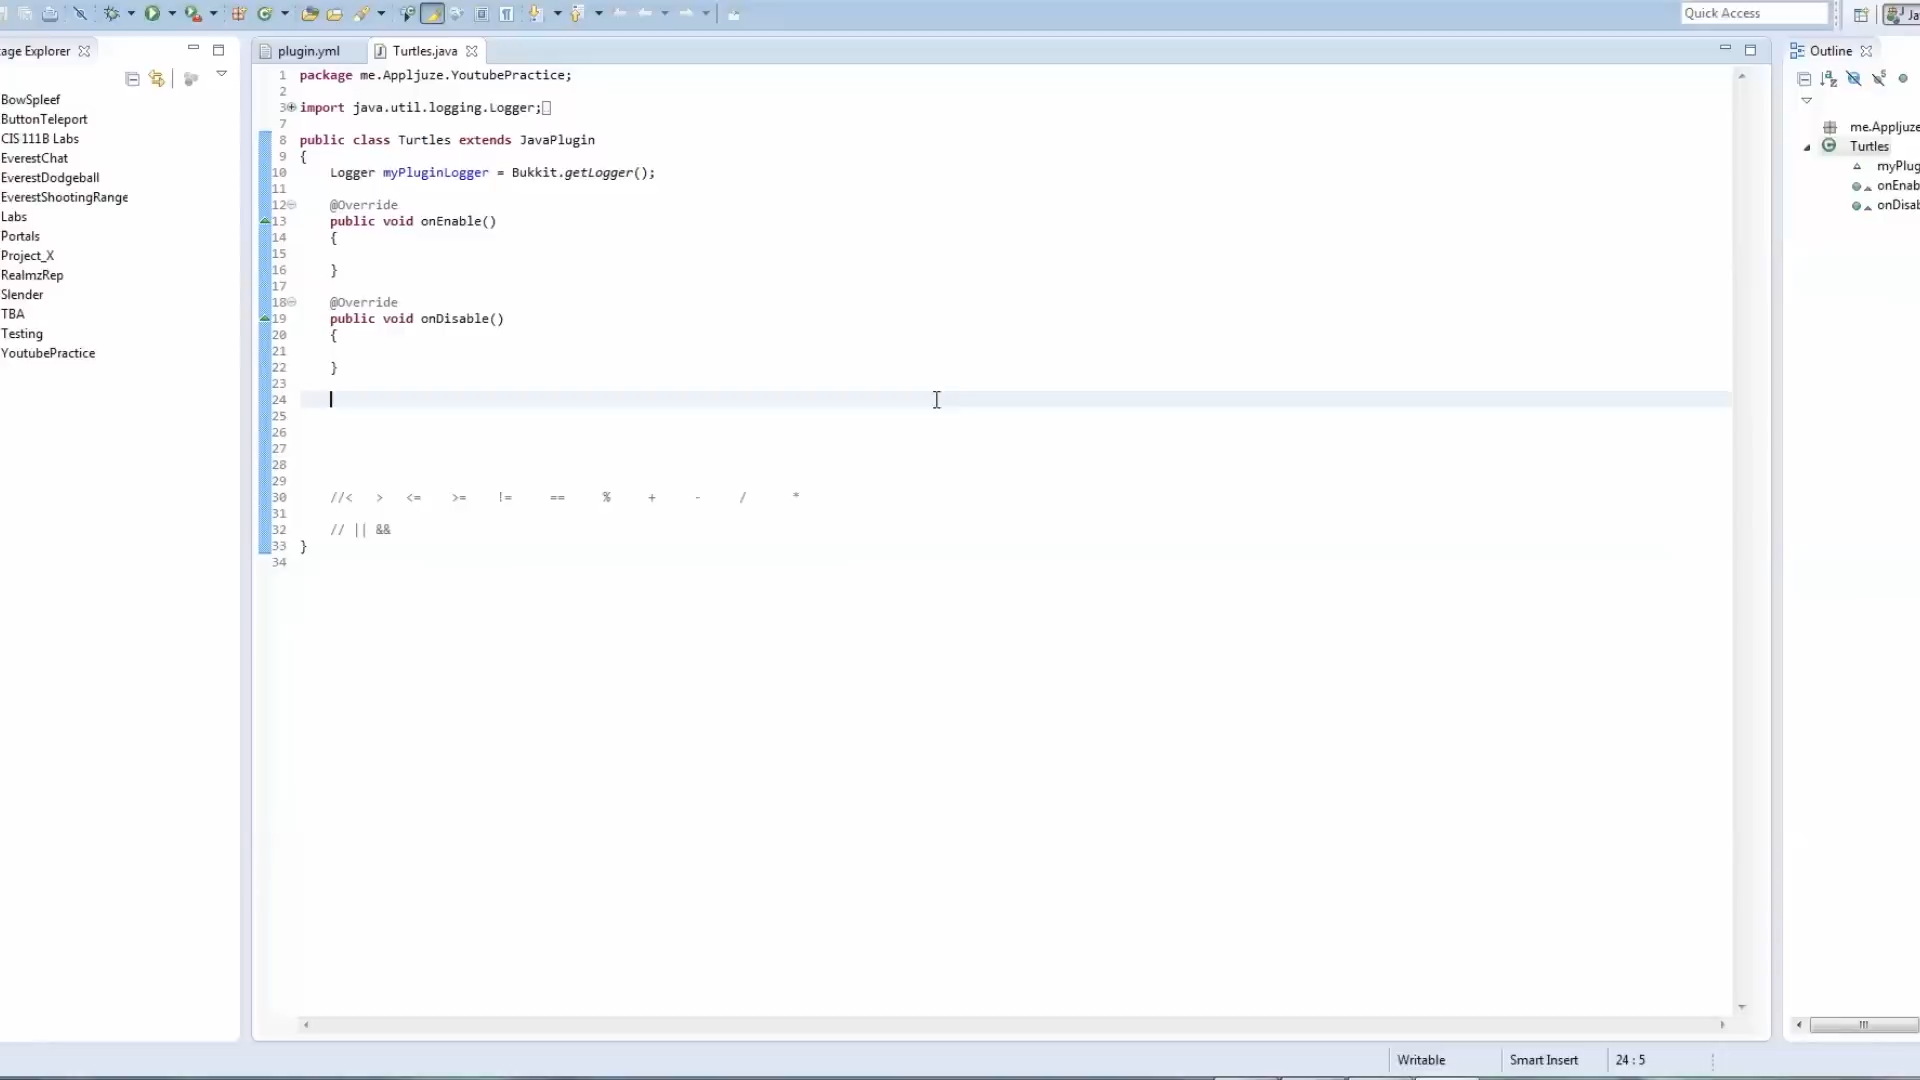 Quick Access
Ja
age Explorer
plugin.yml
Turtles.java
Outline
BowSpleef
ButtonTeleport
CIS 111B Labs
EverestChat
EverestDodgeball
EverestShootingRange
Labs
Portals
Project_X
RealmzRep
Slender
TBA
Testing
YoutubePractice
1 package me.Appljuze.YoutubePractice;
2
3 import java.util.logging.Logger;
7
8 public class Turtles extends JavaPlugin
9 {
10 Logger myPluginLogger = Bukkit.getLogger();
11
12 @Override
13 public void onEnable()
14 {
15
16 }
17
18 @Override
19 public void onDisable()
20 {
21
22 }
23
24
25
26
27
28
29
30 //< > <= >= != == % + - / *
31
32 // || &&
33 }
34
me.Appljuze
Turtles
myPlug
onEnab
onDisab
Writable
Smart Insert
24 : 5